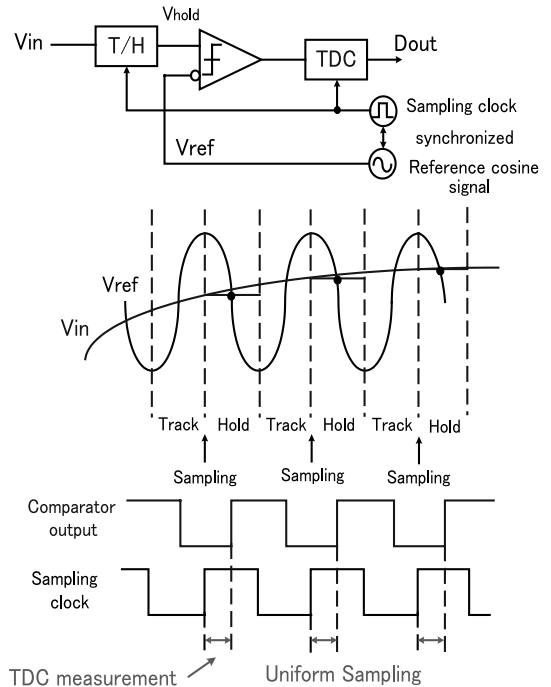 Vhold
Vin
T/H
TDC
Dout
Sampling clock
synchronized
Vref
Reference cosine
signal
Vref
Vin
Track
Hold
Track
Hold
Track
Hold
Sampling
Sampling
Sampling
Comparator
output
Sampling
clock
TDC measurement
Uniform Sampling